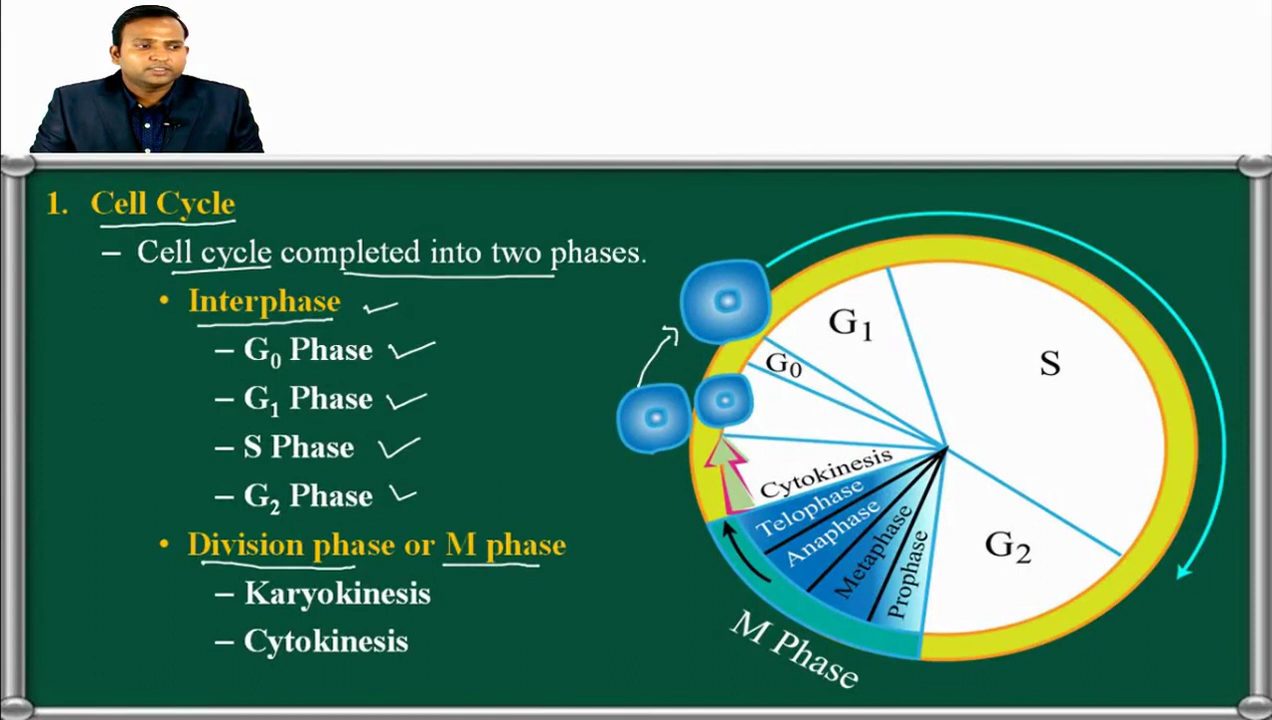 1. Cell Cycle
– Cell cycle completed into two phases.
• Interphase
– G₀ Phase
– G₁ Phase
– S Phase
– G₂ Phase
• Division phase or M phase
– Karyokinesis
– Cytokinesis
G₁
S
G₀
Cytokinesis
Telophase
Anaphase
Metaphase
Prophase
G₂
M Phase